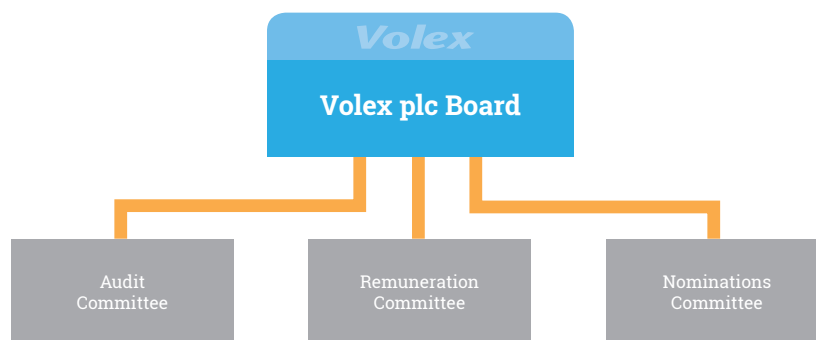 Volex
Volex plc Board
Audit
Committee
Remuneration
Committee
Nominations
Committee